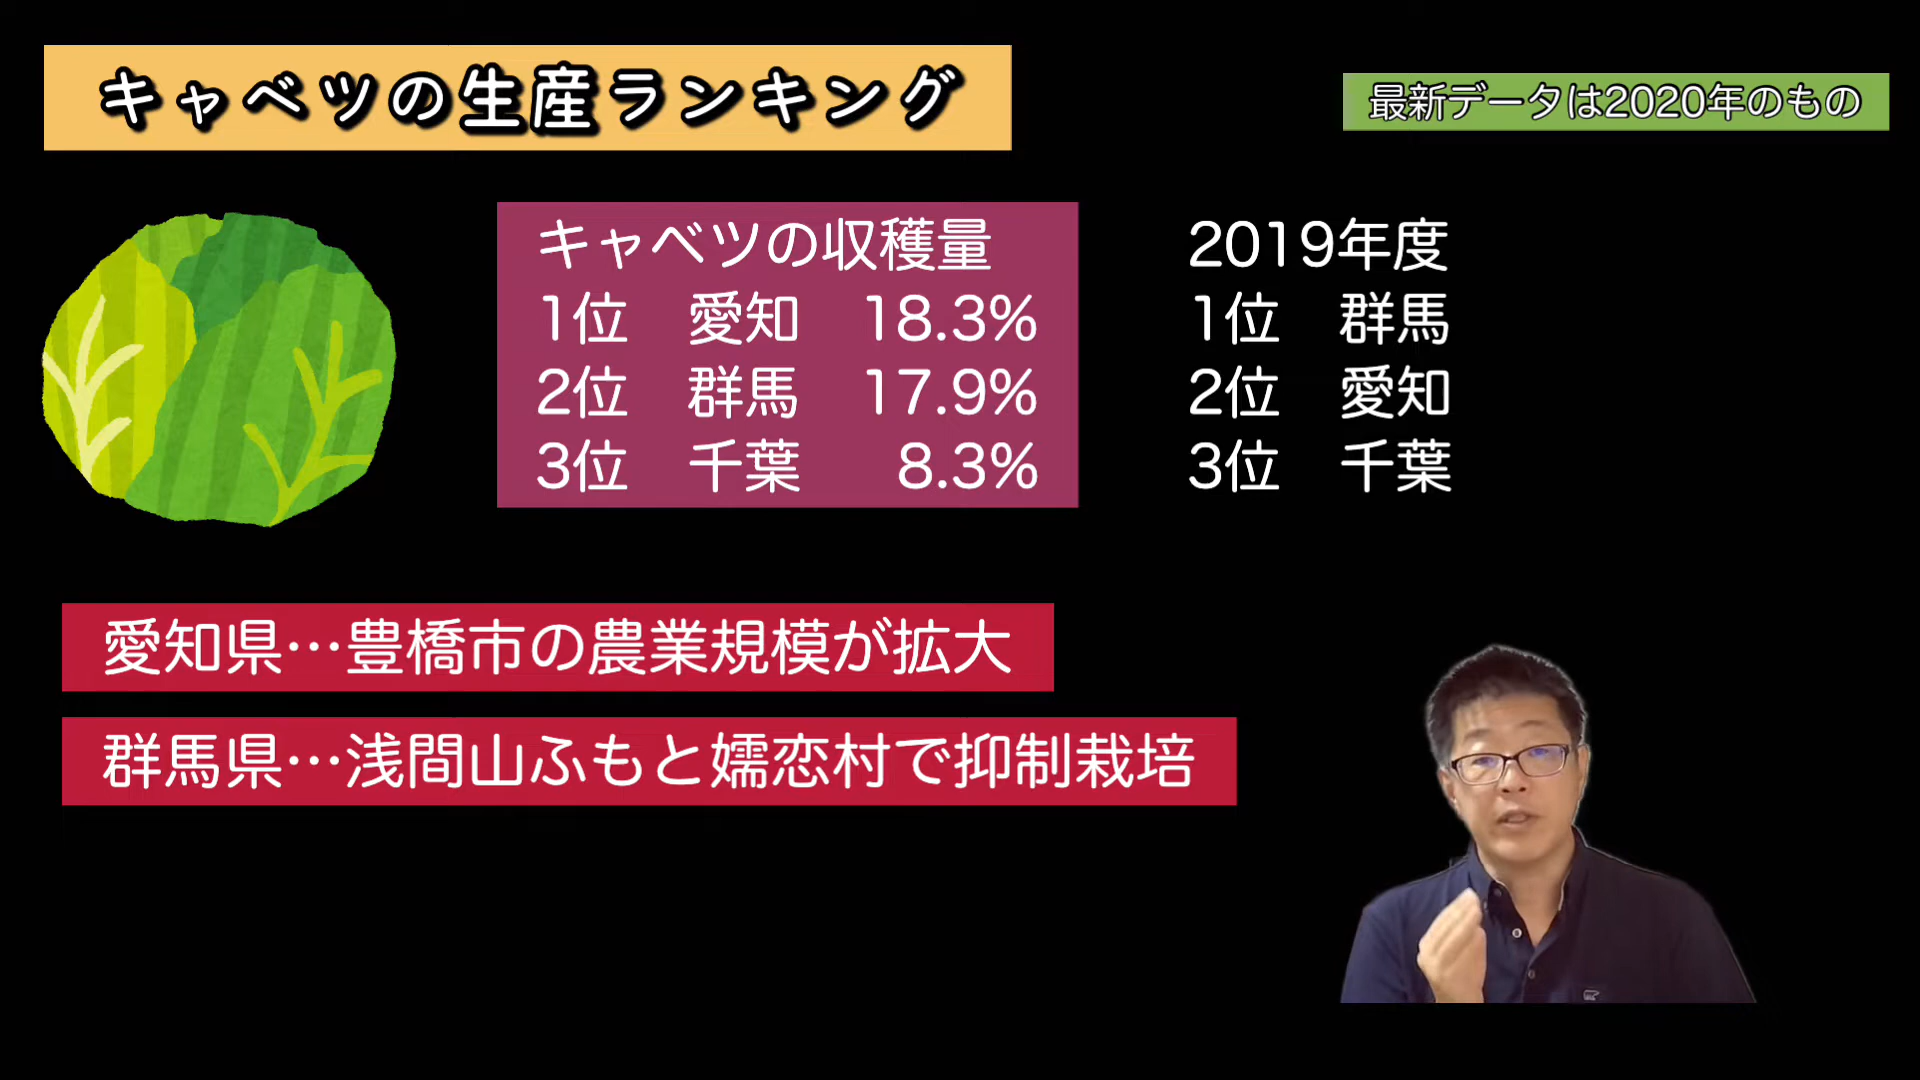 キャベツの生産ランキング
最新データは2020年のもの
キャベツの収穫量
1位 愛知 18.3%
2位 群馬 17.9%
3位 千葉 8.3%
2019年度
1位 群馬
2位 愛知
3位 千葉
愛知県…豊橋市の農業規模が拡大
群馬県…浅間山ふもと嬬恋村で抑制栽培